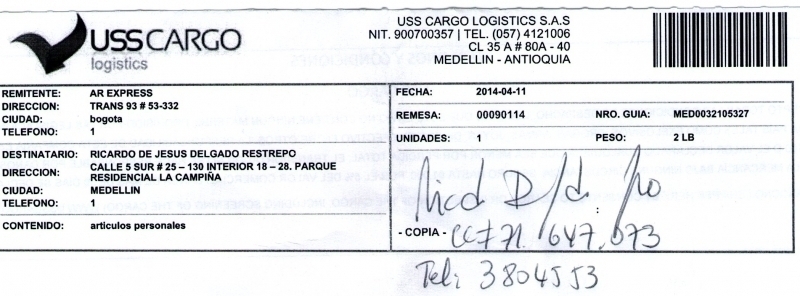 USS CARGO
logistics
USS CARGO LOGISTICS S.A.S
NIT. 900700357 | TEL. (057) 4121006
CL 35 A # 80A - 40
MEDELLIN - ANTIOQUIA
REMITENTE: AR EXPRESS
DIRECCION: TRANS 93 # 53-332
CIUDAD: bogota
TELEFONO: 1
FECHA: 2014-04-11
REMESA: 00090114 NRO. GUIA: MED0032105327
UNIDADES: 1 PESO: 2 LB
DESTINATARIO: RICARDO DE JESUS DELGADO RESTREPO
DIRECCION: CALLE 5 SUR # 25 – 130 INTERIOR 18 – 28. PARQUE RESIDENCIAL LA CAMPIÑA
CIUDAD: MEDELLIN
TELEFONO: 1
CONTENIDO: articulos personales
- COPIA - CC 71. 647.073
Tel: 3804553